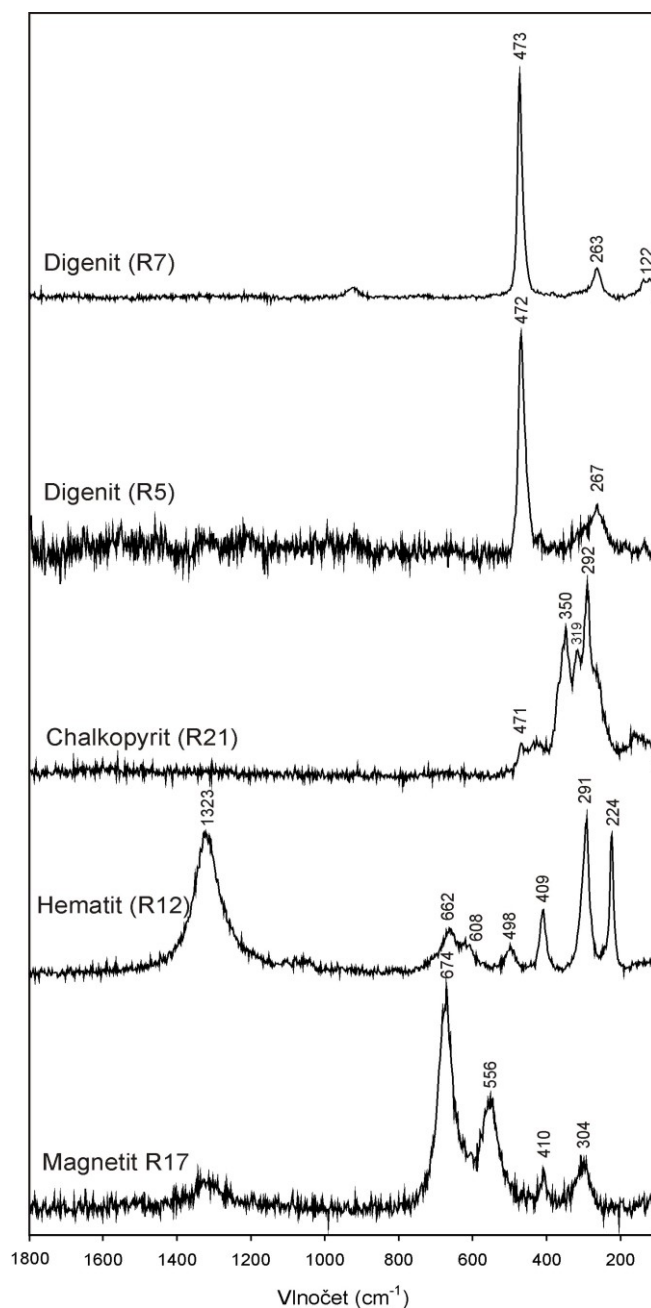 473
Digenit (R7)
263
122
472
Digenit (R5)
267
292
350
319
471
Chalkopyrit (R21)
1323
291
224
409
Hematit (R12)
662
608
498
674
556
410
304
Magnetit R17
1800 1600 1400 1200 1000 800 600 400 200
Vlnočet (cm⁻¹)